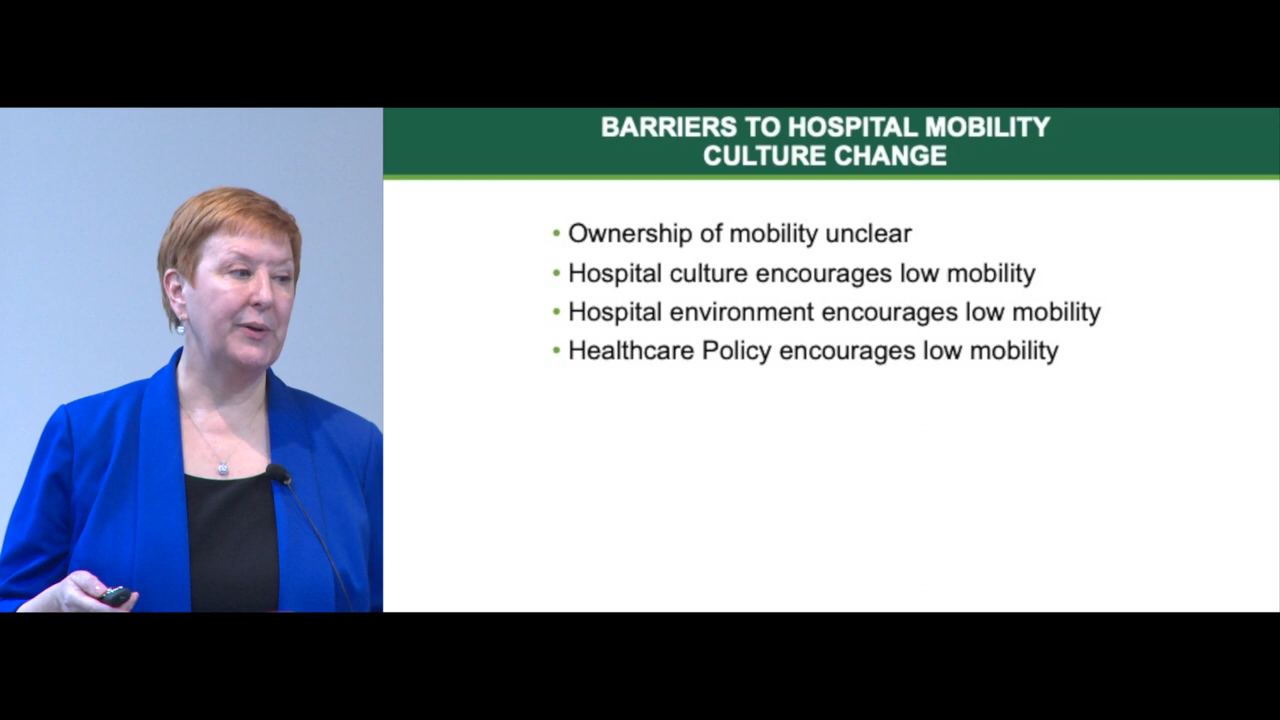 BARRIERS TO HOSPITAL MOBILITY
CULTURE CHANGE
• Ownership of mobility unclear
• Hospital culture encourages low mobility
• Hospital environment encourages low mobility
• Healthcare Policy encourages low mobility